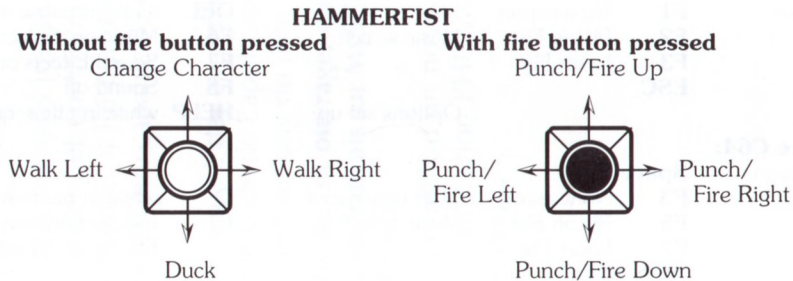 HAMMERFIST
Without fire button pressed
Change Character
Walk Left
Walk Right
Duck
With fire button pressed
Punch/Fire Up
Punch/
Fire Left
Punch/
Fire Right
Punch/Fire Down